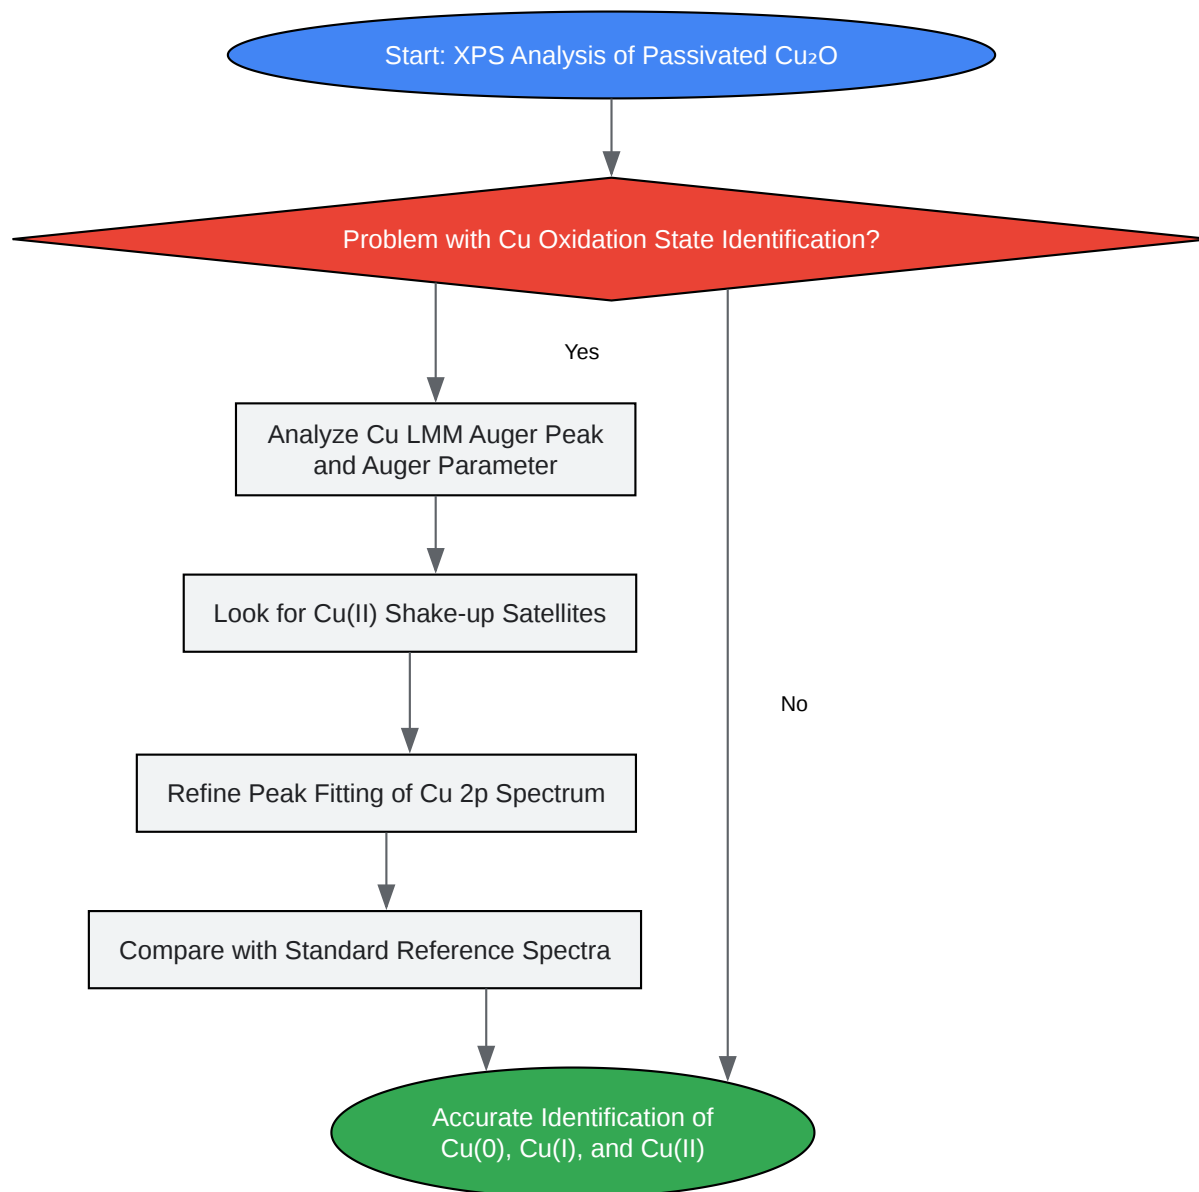 Start: XPS Analysis of Passivated Cu₂O
Problem with Cu Oxidation State Identification?
Yes
Analyze Cu LMM Auger Peak
and Auger Parameter
Look for Cu(II) Shake-up Satellites
No
Refine Peak Fitting of Cu 2p Spectrum
Compare with Standard Reference Spectra
Accurate Identification of
Cu(0), Cu(I), and Cu(II)